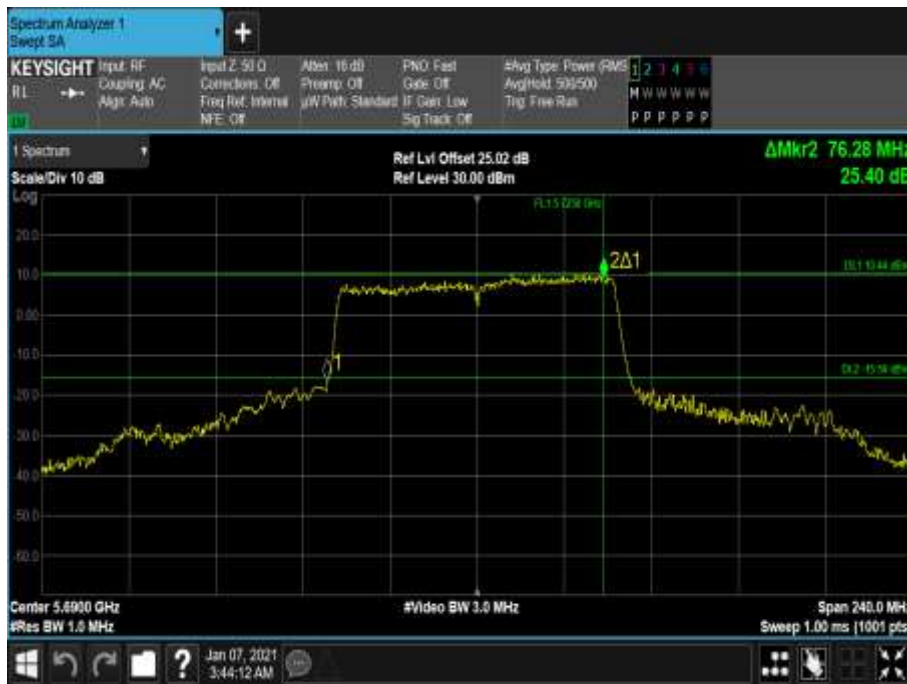 Spectrum Analyzer 1
Swept SA
+
KEYSIGHT
RL
Input: RF
Coupling: AC
Align: Auto
Input Z: 50 Ω
Corrections: Off
Freq Ref: Internal
NFE: Off
Atten: 16 dB
Preamp: Off
µW Path: Standard
PNO: Fast
Gate: Off
IF Gain: Low
Sig Track: Off
#Avg Type: Power (RMS
Avg|Hold: 500/500
Trig: Free Run
1 2 3 4 5 6
M W W W W W
P P P P P P
1 Spectrum
Scale/Div 10 dB
Log
Ref Lvl Offset 25.02 dB
Ref Level 30.00 dBm
ΔMkr2 76.28 MHz
25.40 dB
20.0
10.0
0.00
-10.0
-20.0
-30.0
-40.0
-50.0
-60.0
2Δ1
1
Center 5.6900 GHz
#Res BW 1.0 MHz
#Video BW 3.0 MHz
Span 240.0 MHz
Sweep 1.00 ms (1001 pts
?
Jan 07, 2021
3:44:12 AM